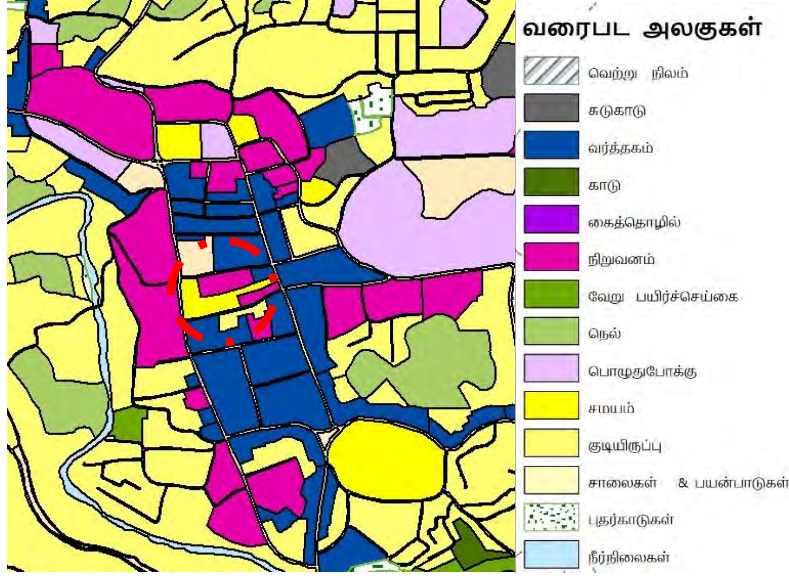 வரைபட அலகுகள்
வெற்று நிலம்
சுடுகாடு
வர்த்தகம்
காடு
கைத்தொழில்
நிறுவனம்
வேறு பயிர்ச்செய்கை
நெல்
பொழுதுபோக்கு
சமயம்
குடியிருப்பு
சாலைகள் & பயன்பாடுகள்
புதர்காடுகள்
நீர்நிலைகள்